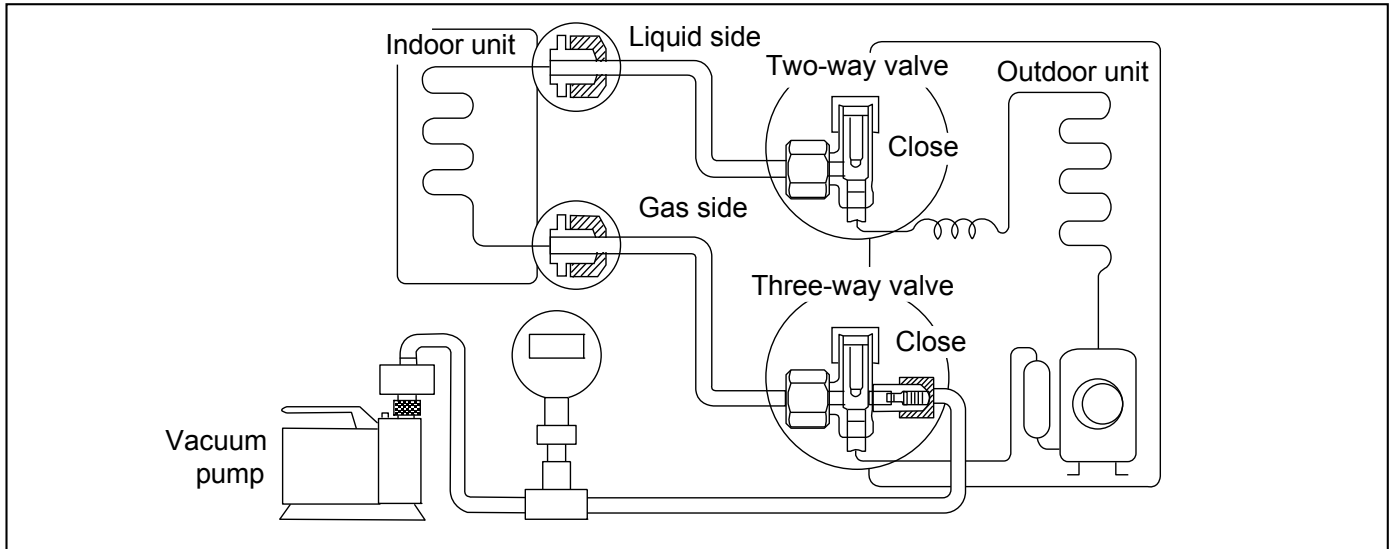 Indoor unit
Liquid side
Two-way valve
Outdoor unit
Close
Gas side
Three-way valve
Close
Vacuum
pump